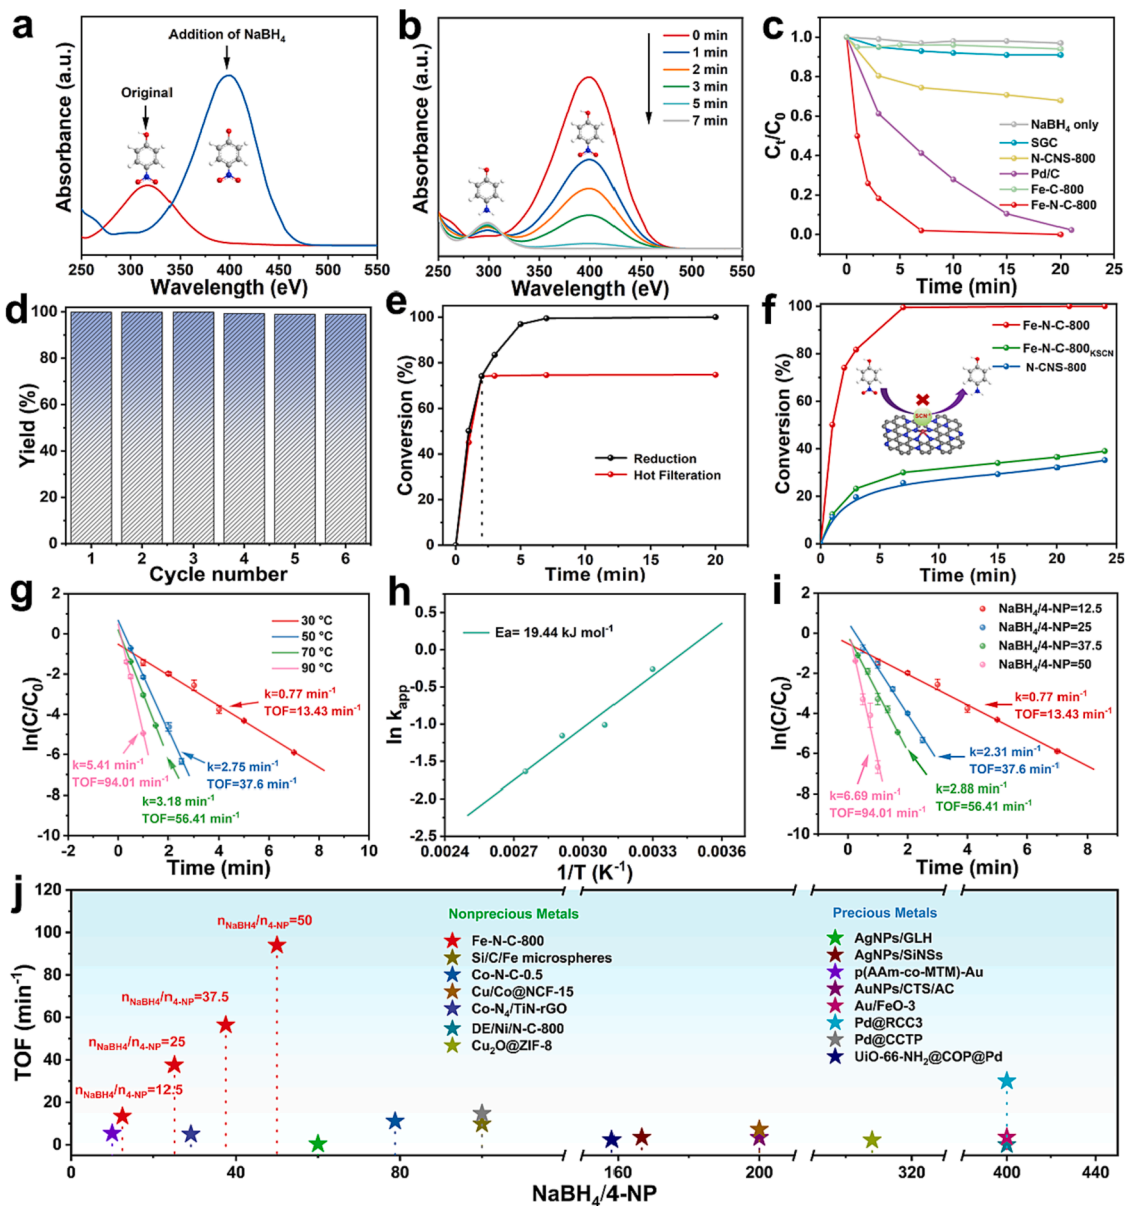 a
Addition of NaBH4
Original
Absorbance (a.u.)
250 300 350 400 450 500 550
Wavelength (eV)
b
0 min
1 min
2 min
3 min
5 min
7 min
Absorbance (a.u.)
250 300 350 400 450 500 550
Wavelength (eV)
c
Ct/C0
1.0
0.8
0.6
0.4
0.2
0.0
NaBH4 only
SGC
N-CNS-800
Pd/C
Fe-C-800
Fe-N-C-800
0 5 10 15 20 25
Time (min)
d
Yield (%)
100
80
60
40
20
0
1 2 3 4 5 6
Cycle number
e
Conversion (%)
100
80
60
40
20
0
Reduction
Hot Filteration
0 5 10 15 20
Time (min)
f
Conversion (%)
100
80
60
40
20
0
Fe-N-C-800
Fe-N-C-800KSCN
N-CNS-800
SCN-
0 5 10 15 20 25
Time (min)
g
ln(C/C0)
2
0
-2
-4
-6
-8
-10
30 °C
50 °C
70 °C
90 °C
k=0.77 min-1
TOF=13.43 min-1
k=5.41 min-1
TOF=94.01 min-1
k=2.75 min-1
TOF=37.6 min-1
k=3.18 min-1
TOF=56.41 min-1
-2 0 2 4 6 8 10
Time (min)
h
ln kapp
0.5
0.0
-0.5
-1.0
-1.5
-2.0
-2.5
Ea= 19.44 kJ mol-1
0.0024 0.0027 0.0030 0.0033 0.0036
1/T (K-1)
i
ln(C/C0)
2
0
-2
-4
-6
-8
-10
NaBH4/4-NP=12.5
NaBH4/4-NP=25
NaBH4/4-NP=37.5
NaBH4/4-NP=50
k=0.77 min-1
TOF=13.43 min-1
k=2.31 min-1
TOF=37.6 min-1
k=6.69 min-1
TOF=94.01 min-1
k=2.88 min-1
TOF=56.41 min-1
0 2 4 6 8
Time (min)
j
TOF (min-1)
120
100
80
60
40
20
0
nNaBH4/n4-NP=50
nNaBH4/n4-NP=37.5
nNaBH4/n4-NP=25
nNaBH4/n4-NP=12.5
Nonprecious Metals
Fe-N-C-800
Si/C/Fe microspheres
Co-N-C-0.5
Cu/Co@NCF-15
Co-N4/TiN-rGO
DE/Ni/N-C-800
Cu2O@ZIF-8
Precious Metals
AgNPs/GLH
AgNPs/SiNSs
p(AAm-co-MTM)-Au
AuNPs/CTS/AC
Au/FeO-3
Pd@RCC3
Pd@CCTP
UiO-66-NH2@COP@Pd
0 40 80 160 200 320 400 440
NaBH4/4-NP